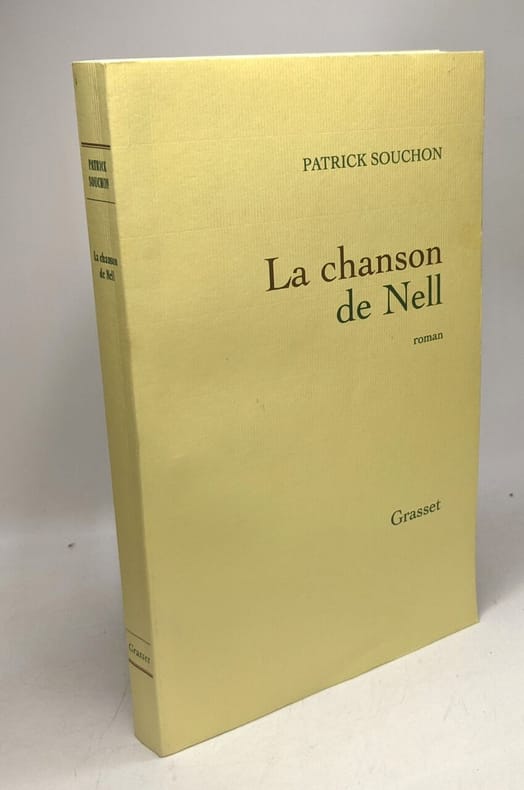 PATRICK SOUCHON
La chanson
de Nell
roman
Grasset
PATRICK
SOUCHON
La chanson
de Nell
Grasset